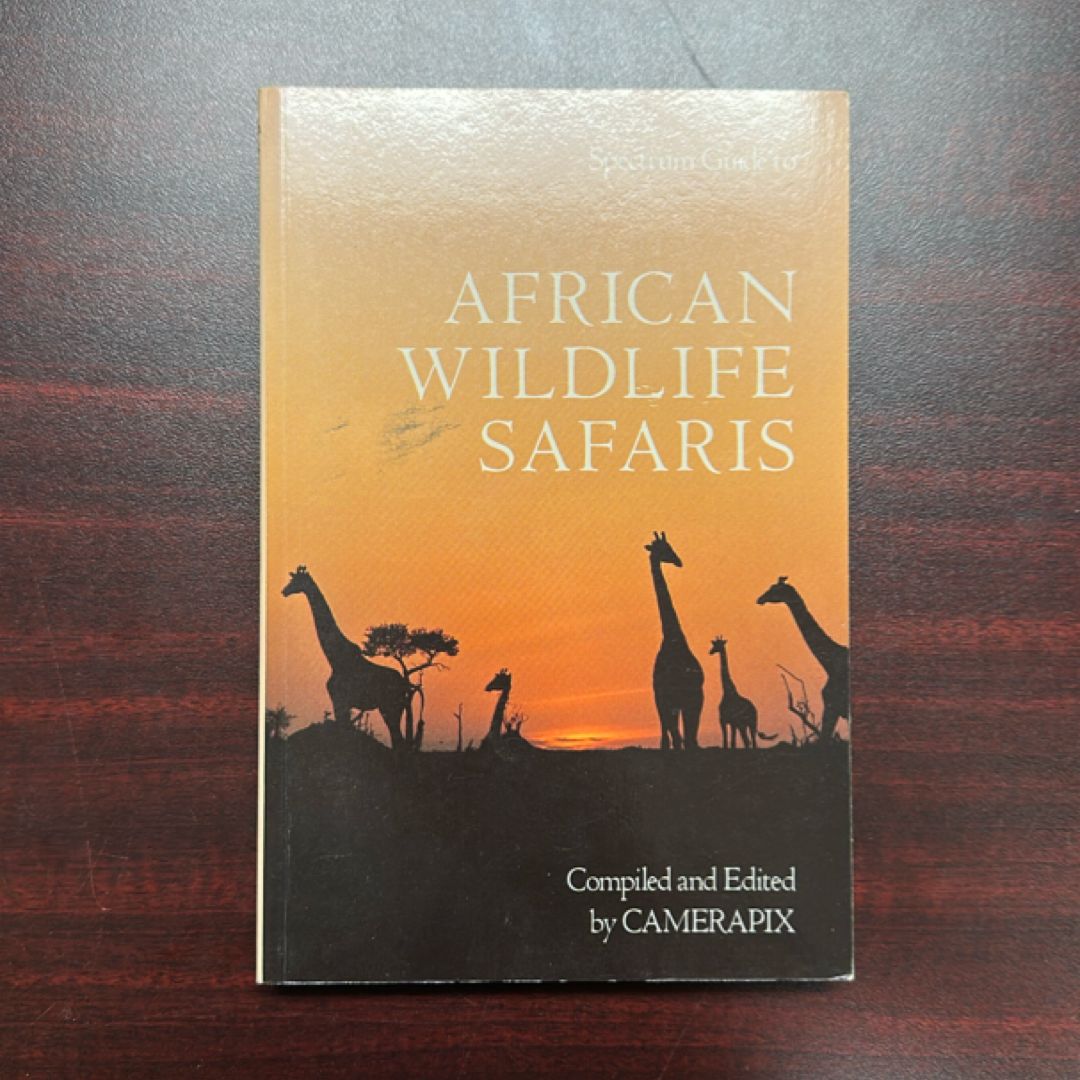 Spectrum Guide to
AFRICAN
WILDLIFE
SAFARIS
Compiled and Edited
by CAMERAPIX